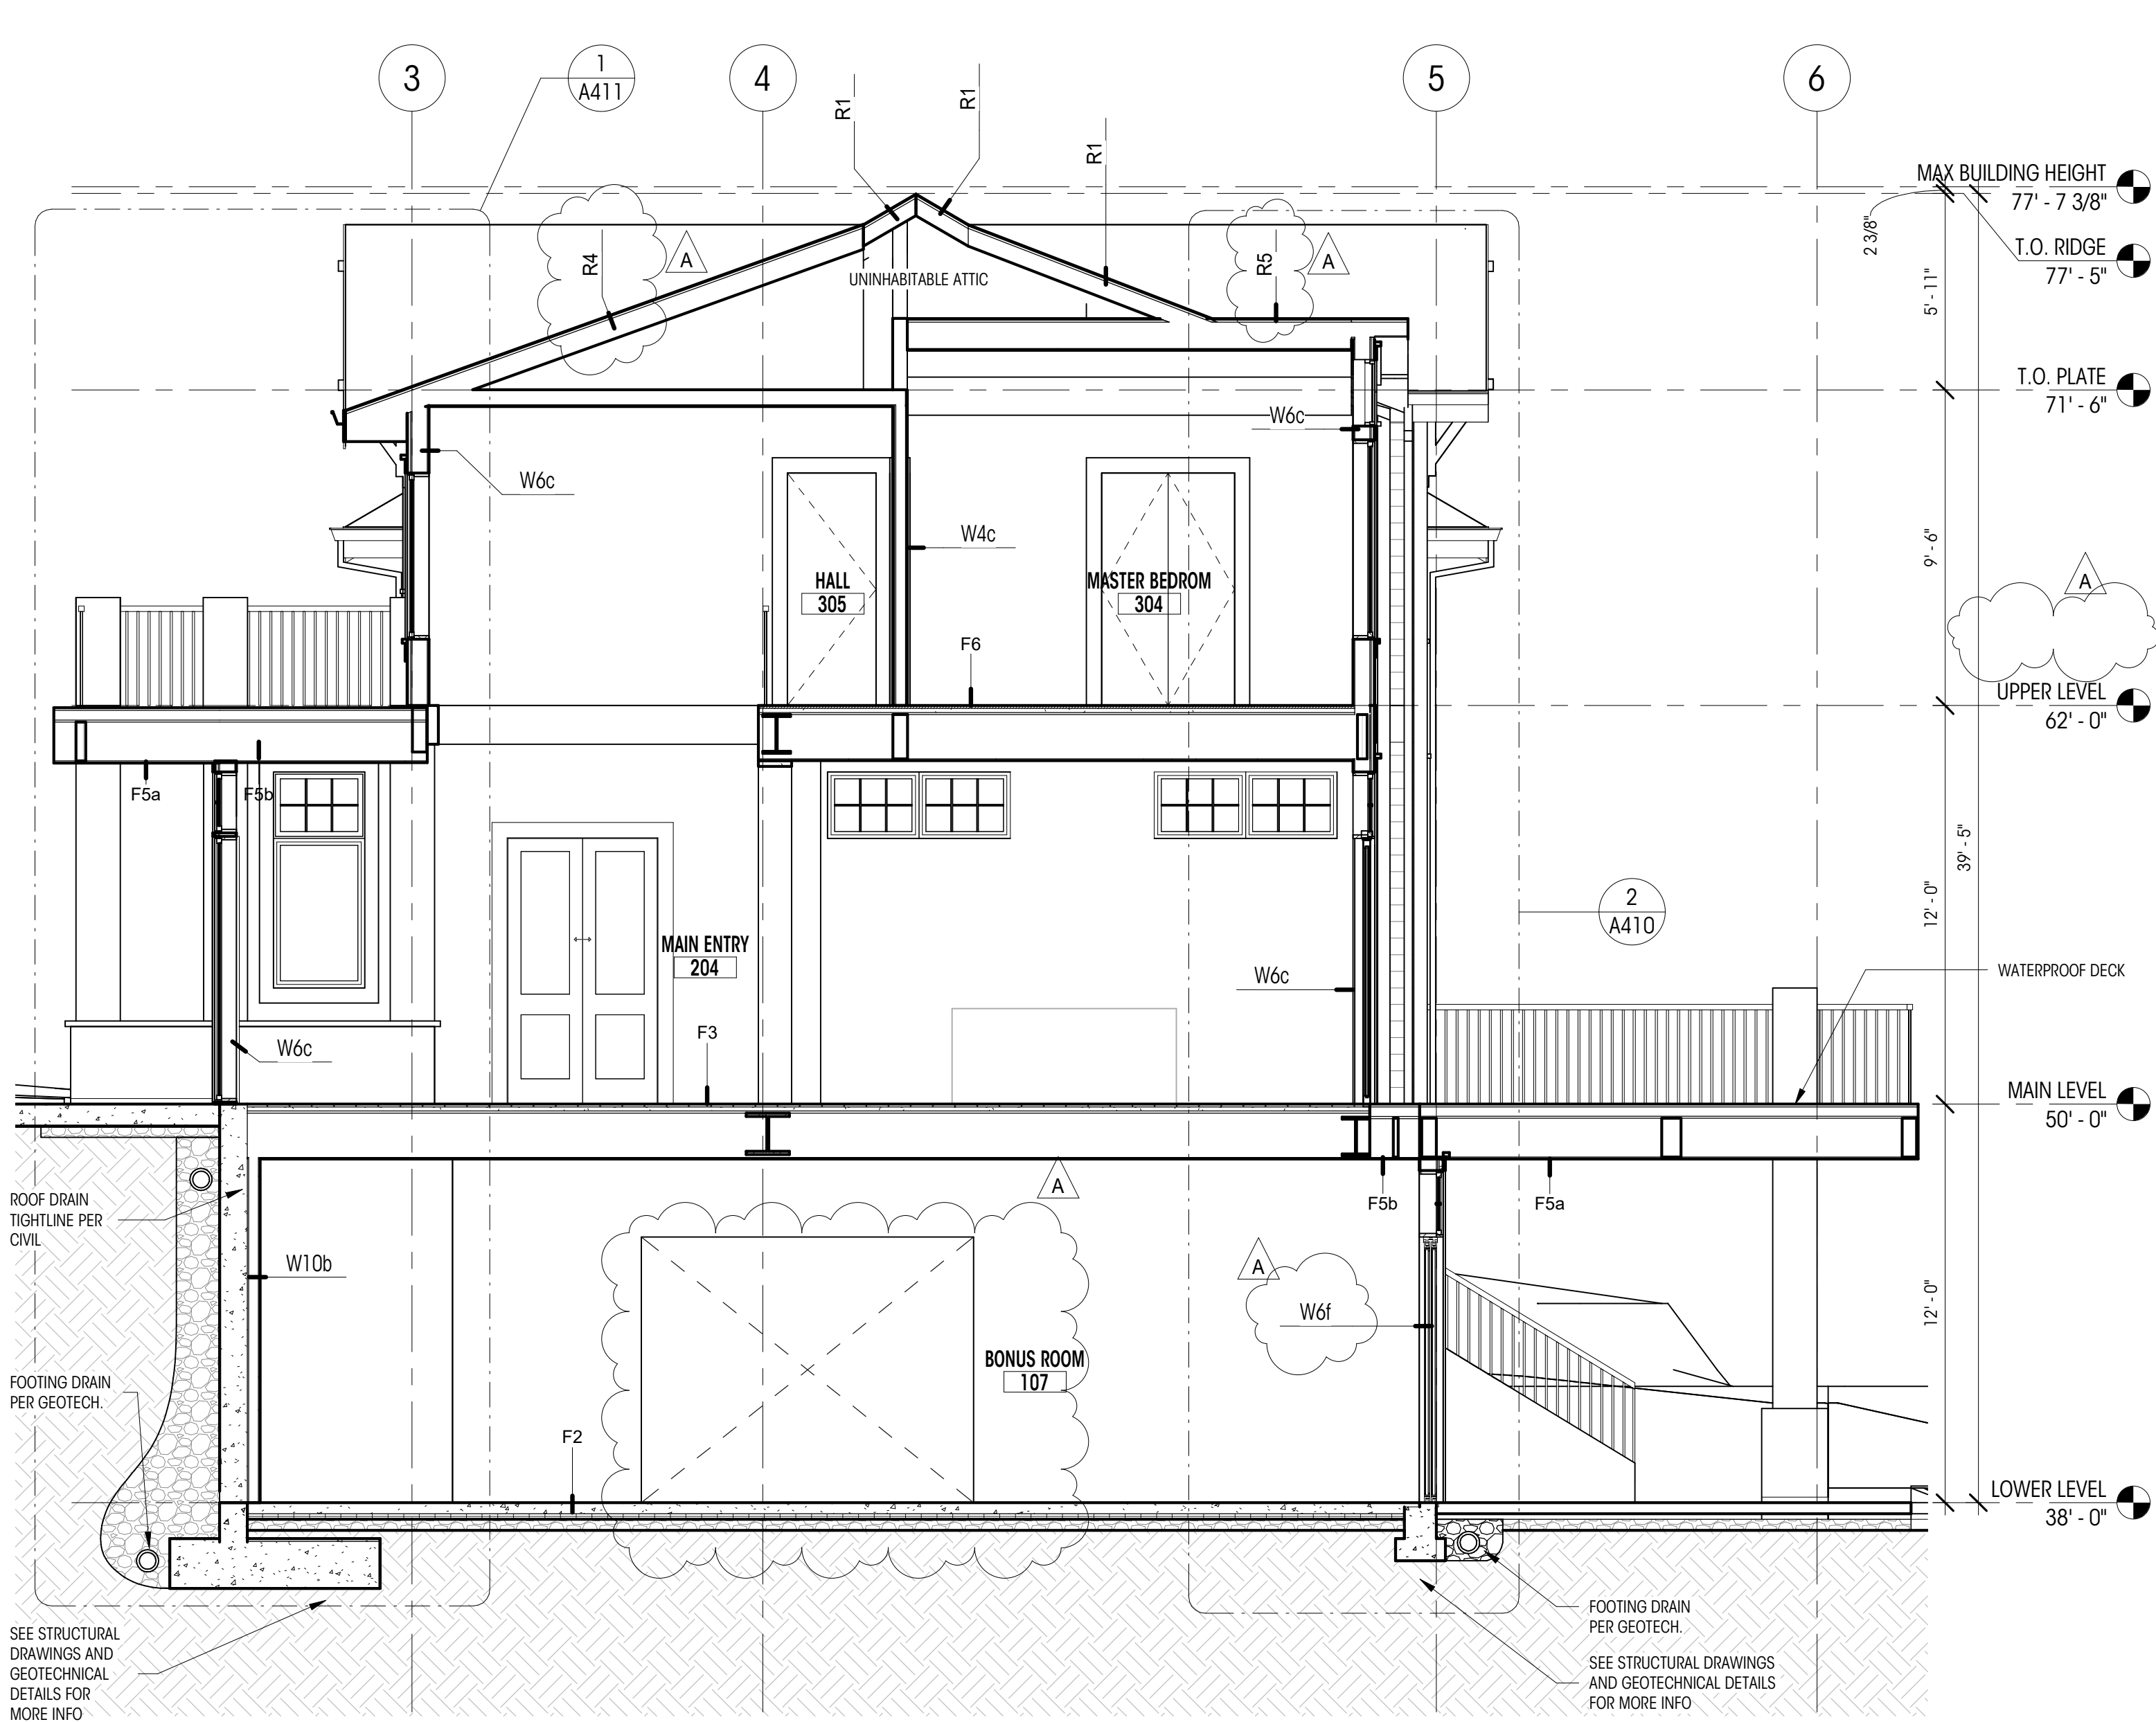 3
1
A411
4
5
6
R1
R1
R1
MAX BUILDING HEIGHT
77' - 7 3/8"
2 3/8"
T.O. RIDGE
77' - 5"
R4
A
UNINHABITABLE ATTIC
R5
A
5' - 11"
T.O. PLATE
71' - 6"
W6c
W6c
W4c
9' - 6"
A
HALL
305
MASTER BEDROM
304
F6
UPPER LEVEL
62' - 0"
F5a
F5b
39' - 5"
12' - 0"
2
A410
MAIN ENTRY
204
W6c
WATERPROOF DECK
F3
W6c
MAIN LEVEL
50' - 0"
A
ROOF DRAIN
TIGHTLINE PER
CIVIL
F5b
F5a
W10b
A
W6f
12' - 0"
BONUS ROOM
107
FOOTING DRAIN
PER GEOTECH.
F2
LOWER LEVEL
38' - 0"
SEE STRUCTURAL
DRAWINGS AND
GEOTECHNICAL
DETAILS FOR
MORE INFO
FOOTING DRAIN
PER GEOTECH.
SEE STRUCTURAL DRAWINGS
AND GEOTECHNICAL DETAILS
FOR MORE INFO